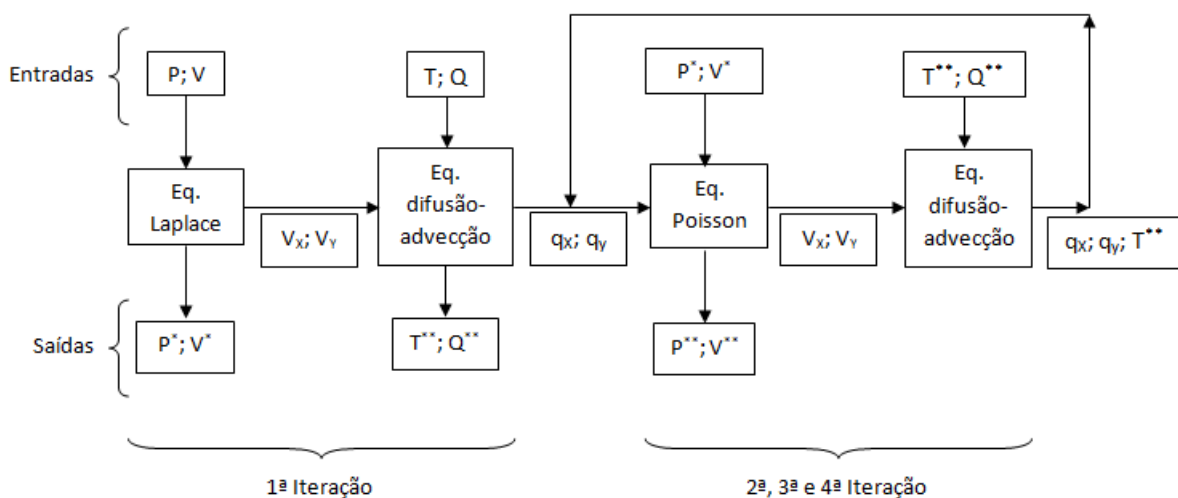 Entradas
P; V
T; Q
P*; V*
T**; Q**
Eq.
Laplace
Eq.
difusão-
advecção
Eq.
Poisson
Eq.
difusão-
advecção
VX; VY
qX; qy
VX; VY
qX; qy; T**
Saídas
P*; V*
T**; Q**
P**; V**
1ª Iteração
2ª, 3ª e 4ª Iteração